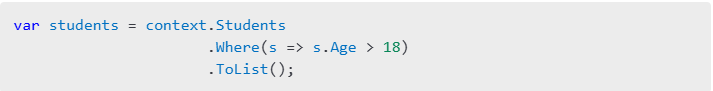 var students = context.Students
.Where(s => s.Age > 18)
.ToList();